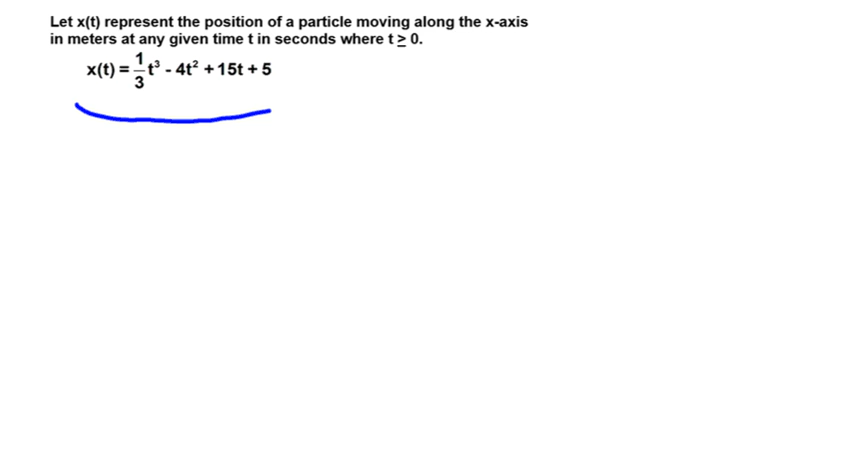 Let x(t) represent the position of a particle moving along the x-axis
in meters at any given time t in seconds where t ≥ 0.
x(t) = 1/3 t³ - 4t² + 15t + 5